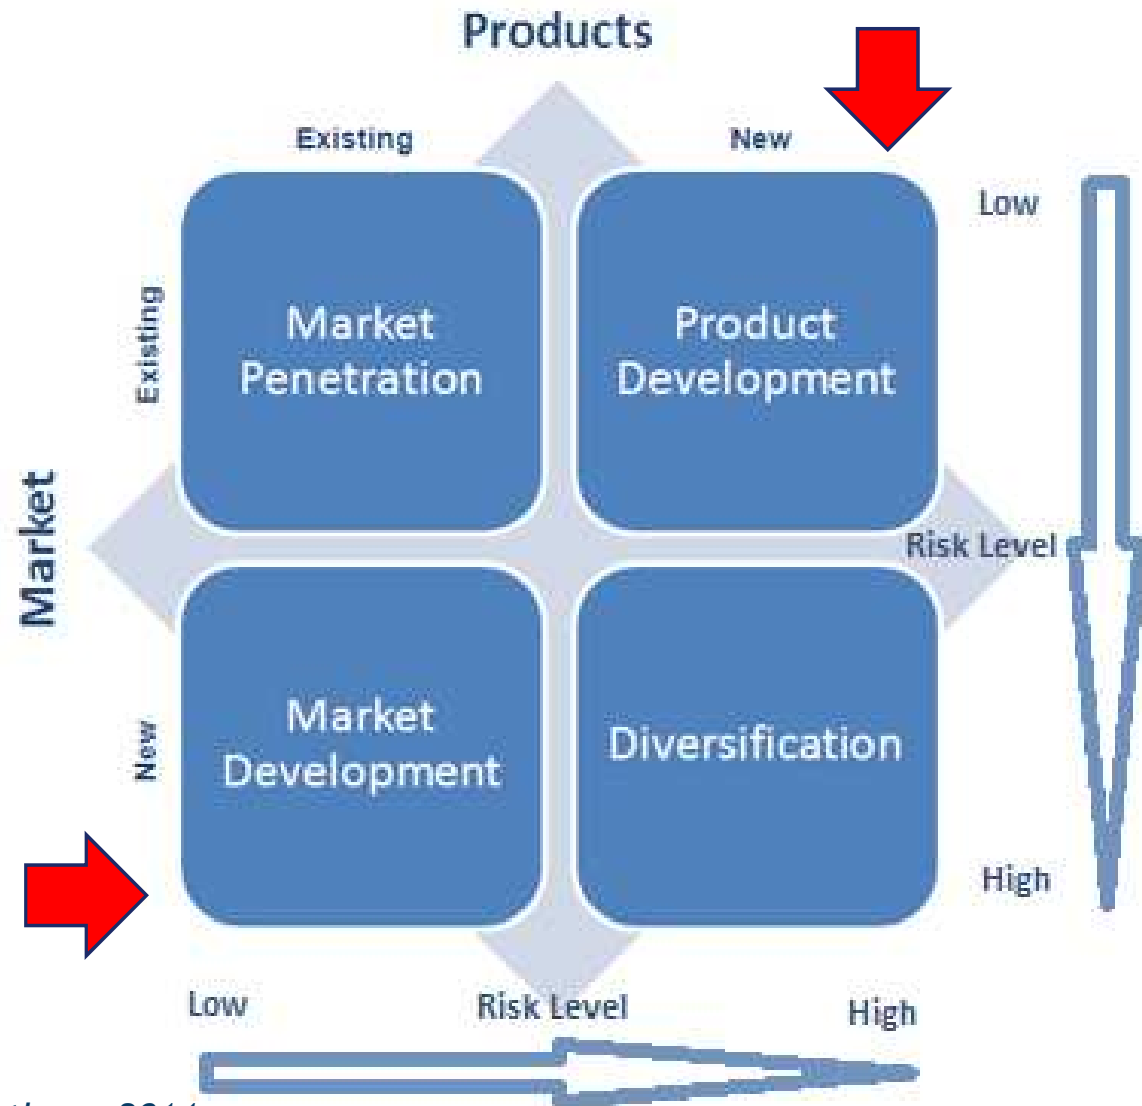 Products
Existing
New
Low
Existing
Market
Penetration
Product
Development
Market
Risk Level
New
Market
Development
Diversification
High
Low
Risk Level
High